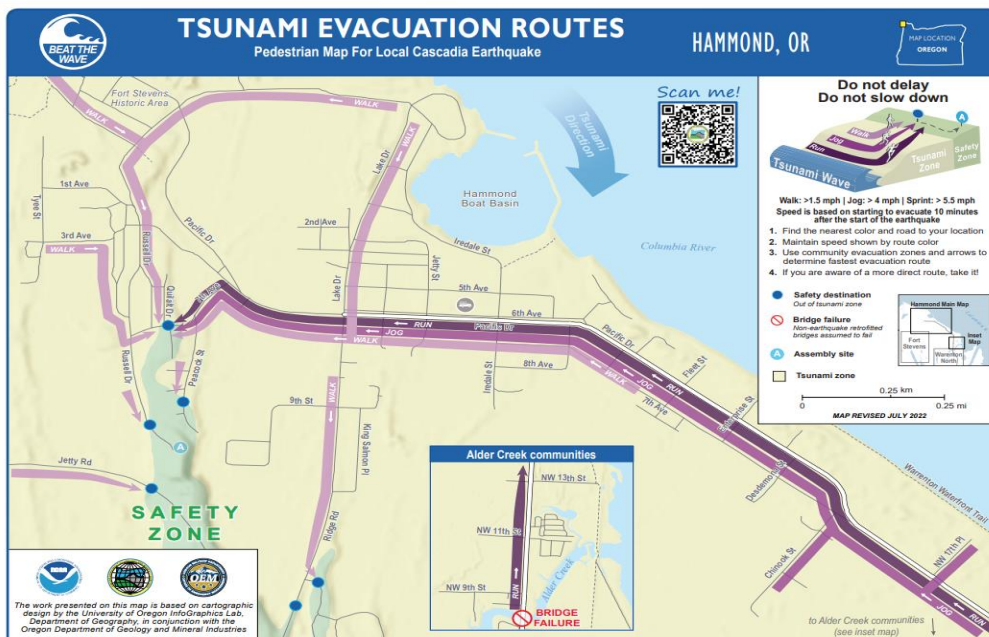 BEAT THE
WAVE
TSUNAMI EVACUATION ROUTES
Pedestrian Map For Local Cascadia Earthquake
HAMMOND, OR
MAP LOCATION
OREGON
Fort Stevens
Historic Area
WALK
WALK
WALK
Lake Dr
Scan me!
Tsunami
Direction
Hammond
Boat Basin
Columbia River
1st Ave
Tyee St
3rd Ave
WALK
Russell Dr
Pacific Dr
2nd Ave
Lake Dr
Iredale St
Jetty St
5th Ave
6th Ave
Quiait Dr
RUN
Pacific Dr
JOG
WALK
Pacific Dr
Fleet St
Russell Dr
Peacock St
Iredale St
8th Ave
WALK
JOG
RUN
7th Ave
Enterprise St
9th St
WALK
King Salmon Pl
Ridge Rd
A
Jetty Rd
SAFETY
ZONE
Desdemona St
Chinook St
NW 17th Pl
Warrenton Waterfront Trail
RUN
JOG
to Alder Creek communities
(see inset map)
Alder Creek communities
NW 13th St
NW 11th St
NW 9th St
RUN
Alder Creek
BRIDGE
FAILURE
Do not delay
Do not slow down
Walk
Jog
Run
A
Tsunami Wave
Tsunami
Zone
Safety
Zone
Walk: >1.5 mph | Jog: > 4 mph | Sprint: > 5.5 mph
Speed is based on starting to evacuate 10 minutes
after the start of the earthquake
1. Find the nearest color and road to your location
2. Maintain speed shown by route color
3. Use community evacuation zones and arrows to
determine fastest evacuation route
4. If you are aware of a more direct route, take it!
Safety destination
Out of tsunami zone
Bridge failure
Non-earthquake retrofitted
bridges assumed to fail
A
Assembly site
Tsunami zone
Hammond Main Map
Inset
Map
Fort
Stevens
Warrenton
North
0.25 km
0
0.25 mi
MAP REVISED JULY 2022
NOAA
OEM
The work presented on this map is based on cartographic
design by the University of Oregon InfoGraphics Lab,
Department of Geography, in conjunction with the
Oregon Department of Geology and Mineral Industries